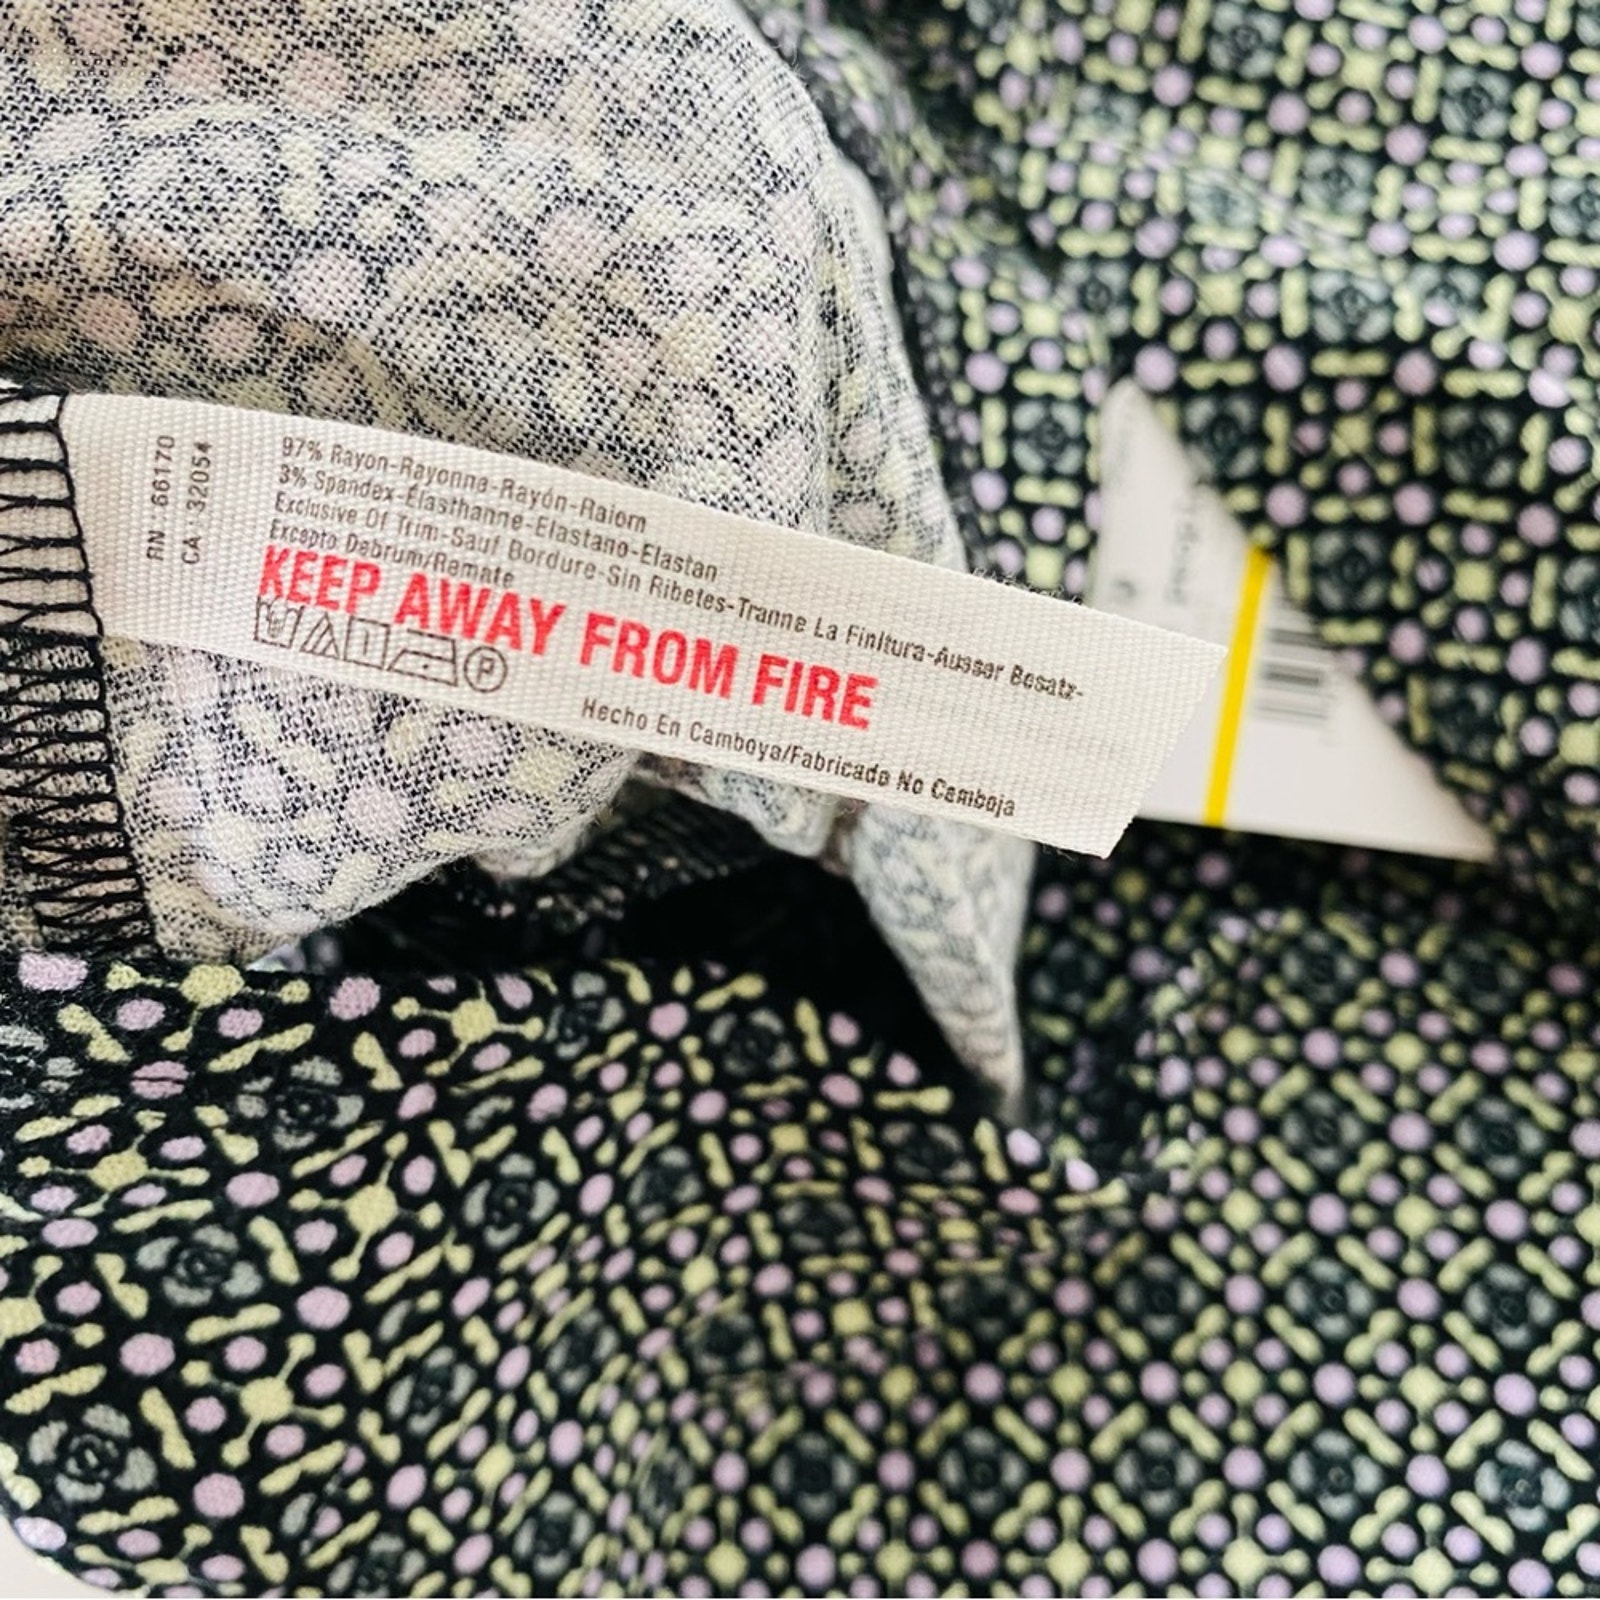 RN 66170
CA 32054
97% Rayon-Rayonne-Rayón-Raiom
3% Spandex-Élasthanne-Elastano-Elastan
Exclusive Of Trim-Sauf Bordure-Sin Ribetes-Tranne La Finitura-Ausser Besatz-
Excepto Debrum/Remate
KEEP AWAY FROM FIRE
P
Hecho En Camboya/Fabricado No Camboja